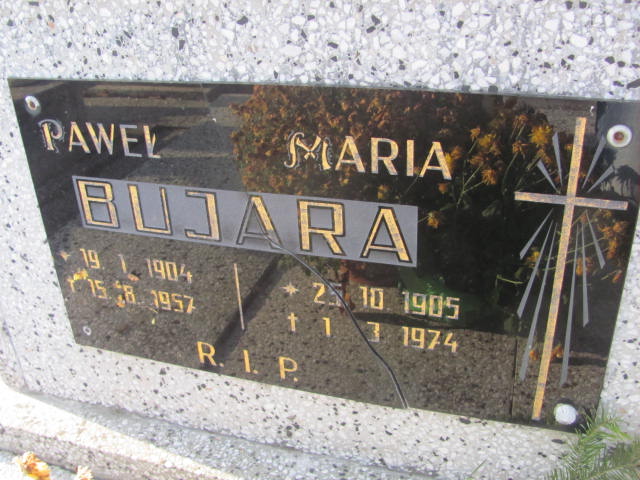 PAWEŁ MARIA
BUJARA
* 19 1 1904 * 2 10 1905
† 15 8 1957 † 1 3 1974
R. I. P.